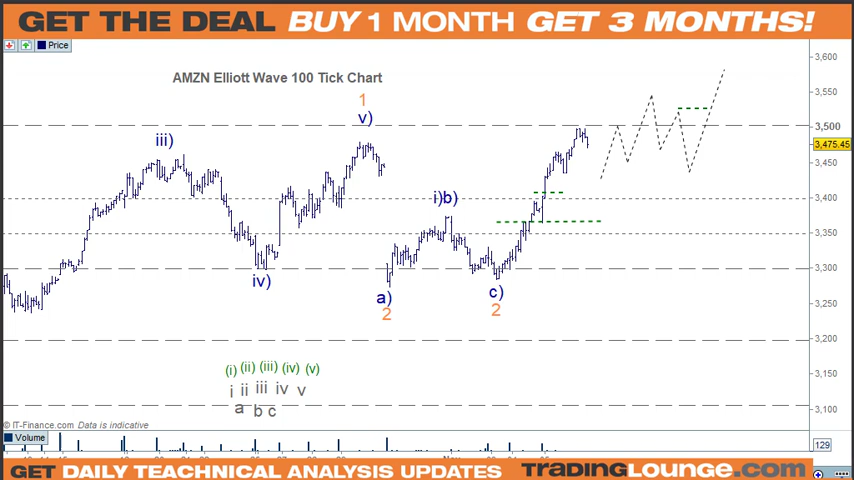 GET THE DEAL BUY 1 MONTH GET 3 MONTHS!
Price
AMZN Elliott Wave 100 Tick Chart
3,600
3,550
3,500
3,475.45
3,450
3,400
3,350
3,300
3,250
3,200
3,150
3,100
1
v)
iii)
i)b)
iv)
a)
2
c)
2
(i) (ii) (iii) (iv) (v)
i ii iii iv v
a b c
© IT-Finance.com Data is indicative
Volume
129
Nov
GET DAILY TEACHNICAL ANALYSIS UPDATES TRADINGLOUNGE.com